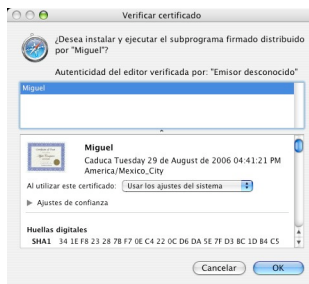 Verificar certificado
¿Desea instalar y ejecutar el subprograma firmado distribuido
por "Miguel"?
Autenticidad del editor verificada por: "Emisor desconocido"
Miguel
Miguel
Caduca Tuesday 29 de August de 2006 04:41:21 PM
America/Mexico_City
Al utilizar este certificado: Usar los ajustes del sistema
Ajustes de confianza
Huellas digitales
SHA1 34 1E F8 23 28 7B F7 0E C4 22 0C D6 DA 5E 7F D3 8C 1D B4 C5
Cancelar OK